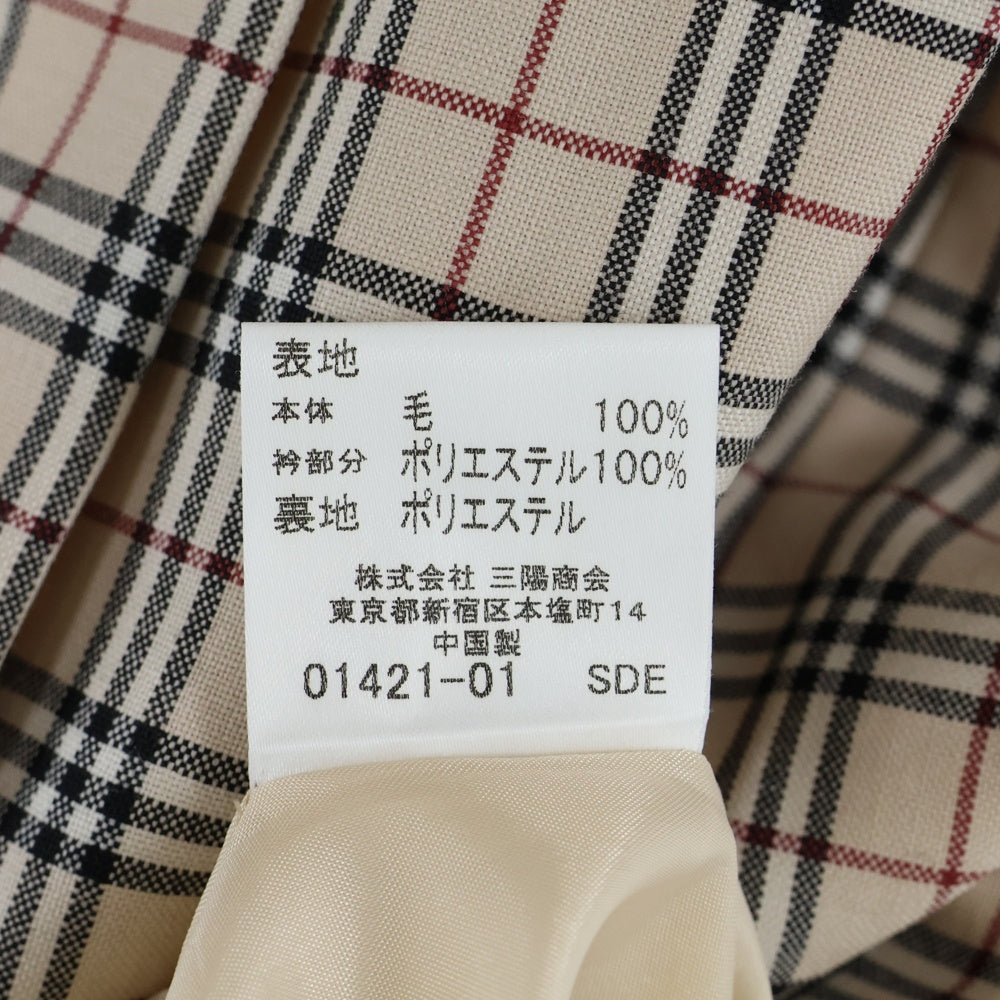 表地
本体 毛 100%
衿部分 ポリエステル100%
裏地 ポリエステル
株式会社 三陽商会
東京都新宿区本塩町14
中国製
01421-01 SDE